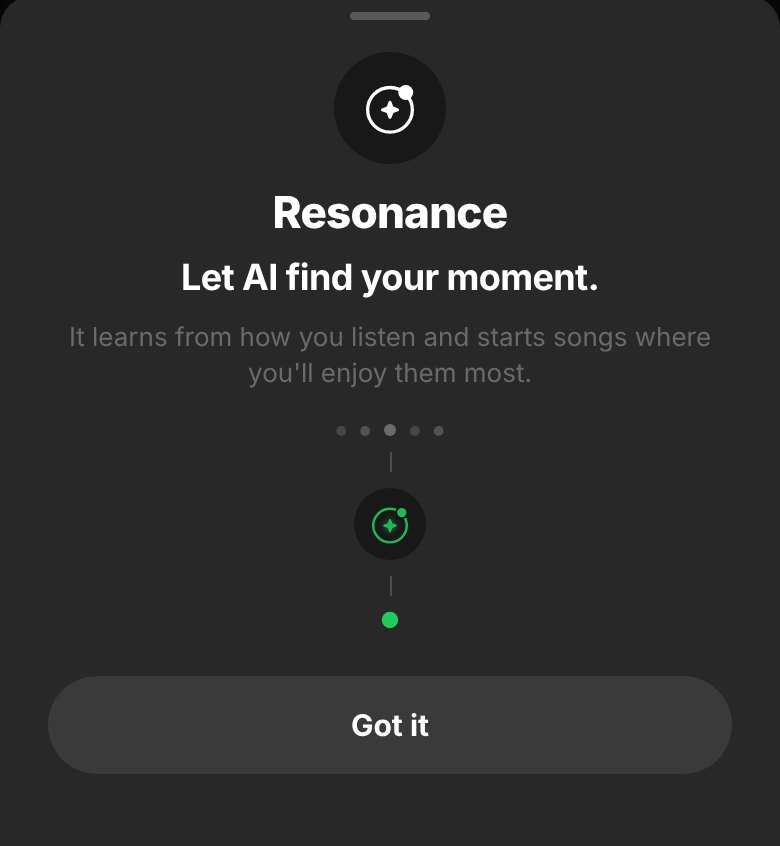 Resonance
Let AI find your moment.
It learns from how you listen and starts songs where
you'll enjoy them most.
Got it